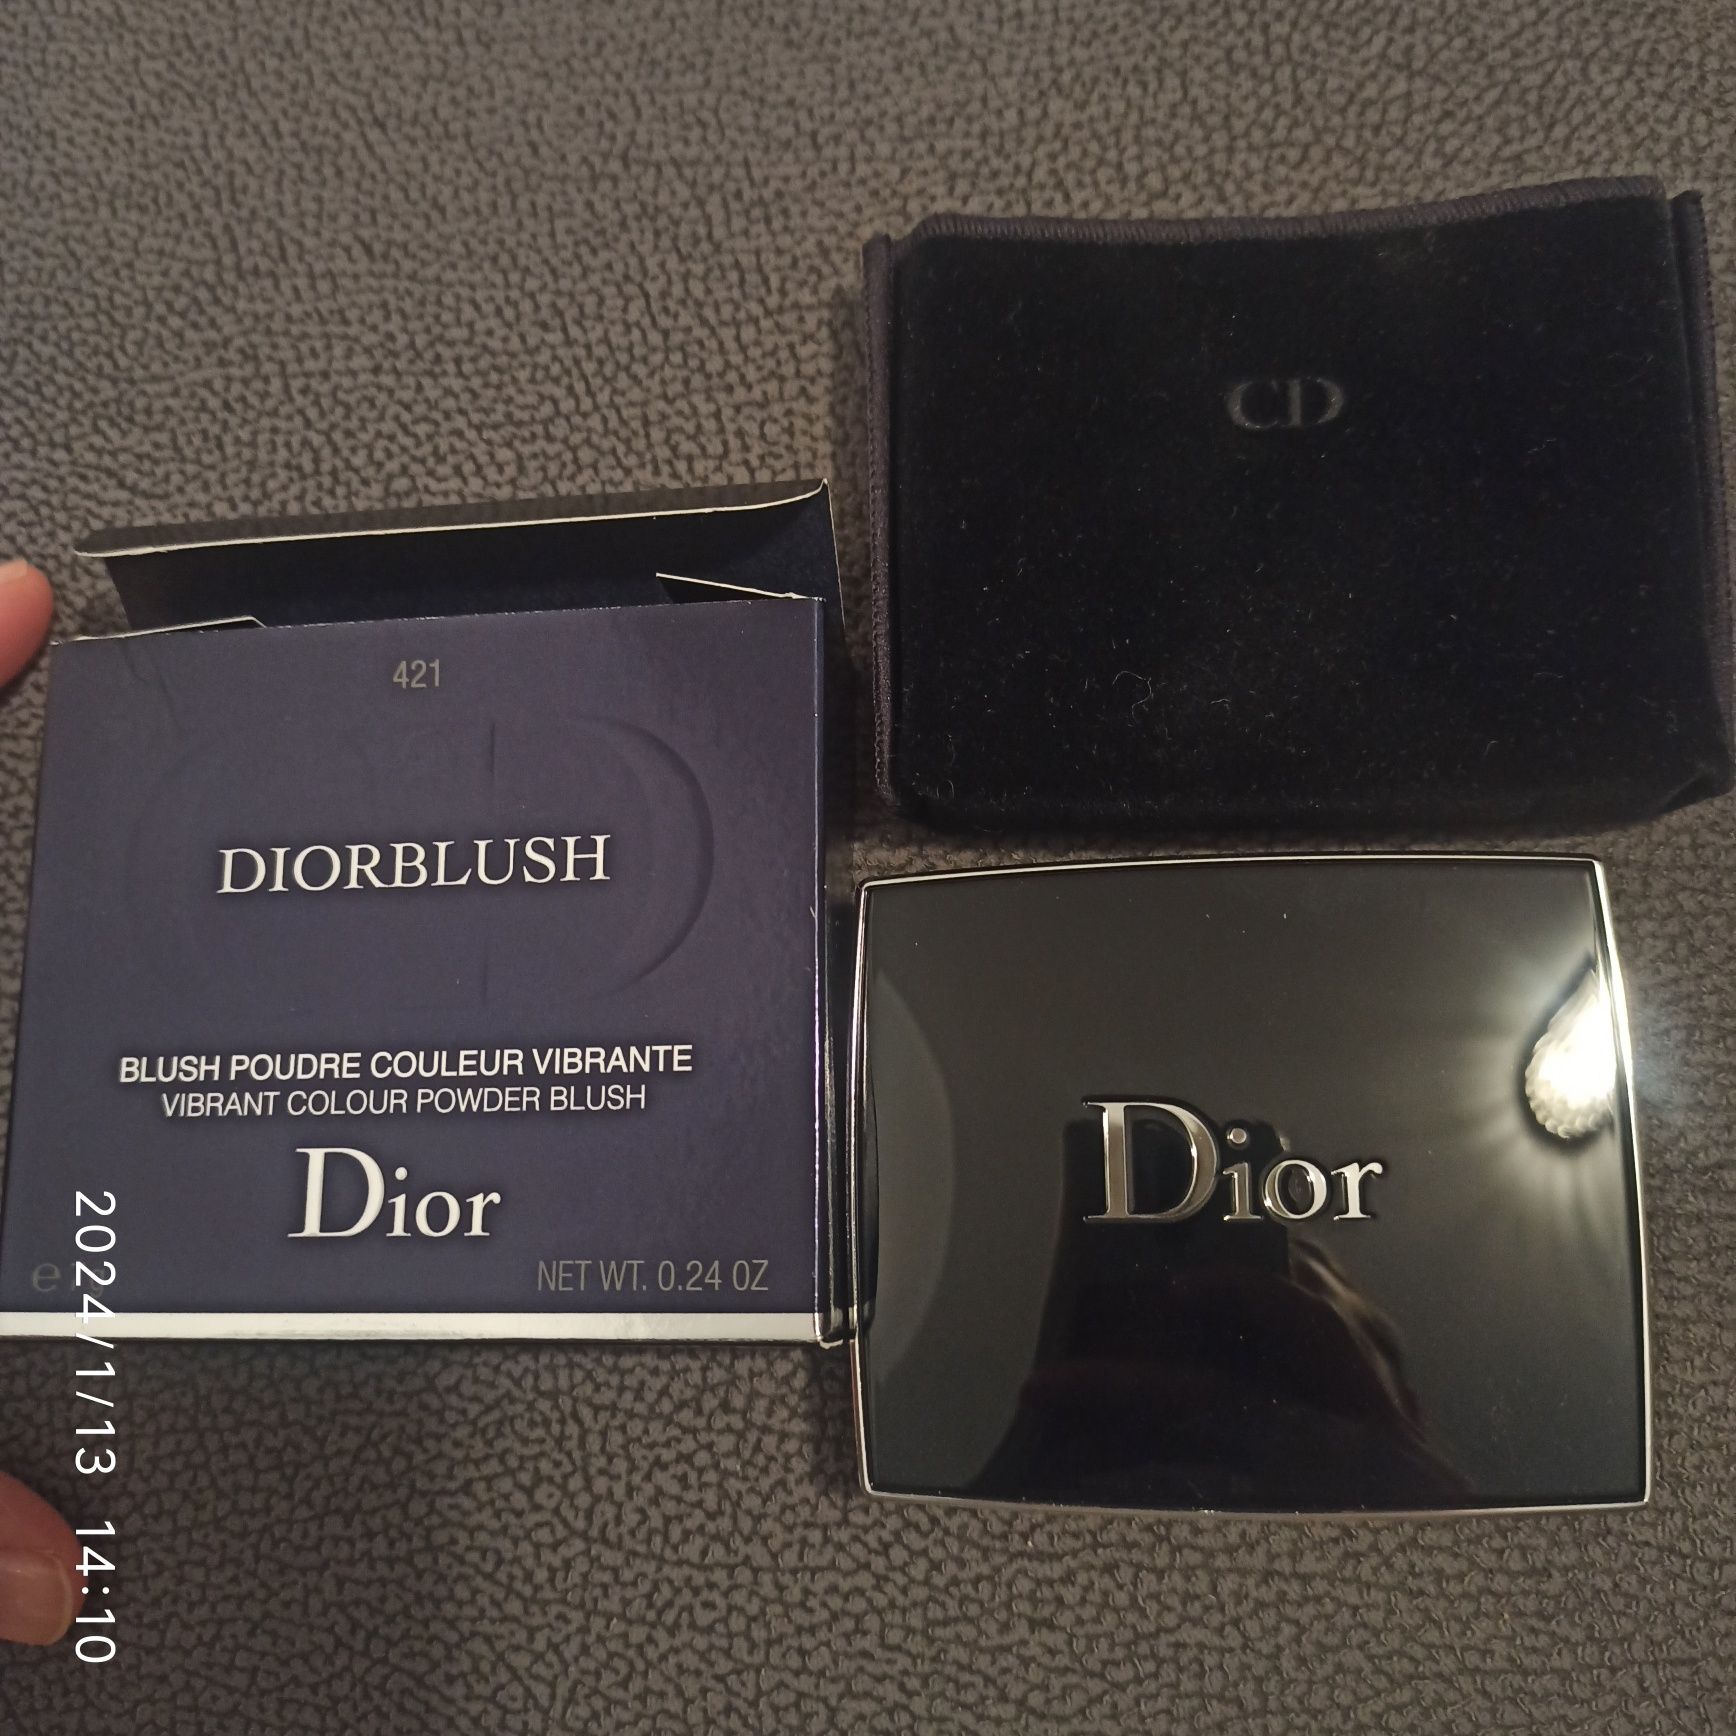 CD
421
DIORBLUSH
BLUSH POUDRE COULEUR VIBRANTE
VIBRANT COLOUR POWDER BLUSH
Dior
e
NET WT. 0.24 OZ
Dior
2024/1/13 14:10